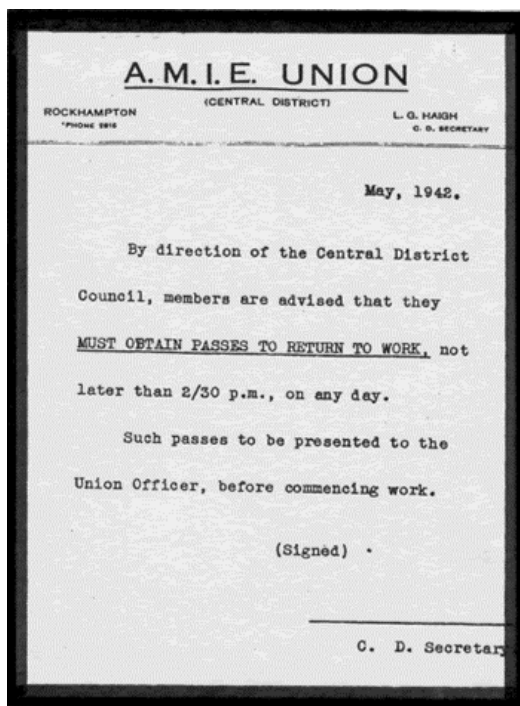 A. M. I. E. UNION
(CENTRAL DISTRICT)
ROCKHAMPTON
'PHONE 2815
L. G. HAIGH
C. D. SECRETARY
May, 1942.
By direction of the Central District
Council, members are advised that they
MUST OBTAIN PASSES TO RETURN TO WORK, not
later than 2/30 p.m., on any day.
Such passes to be presented to the
Union Officer, before commencing work.
(Signed)
C. D. Secretary